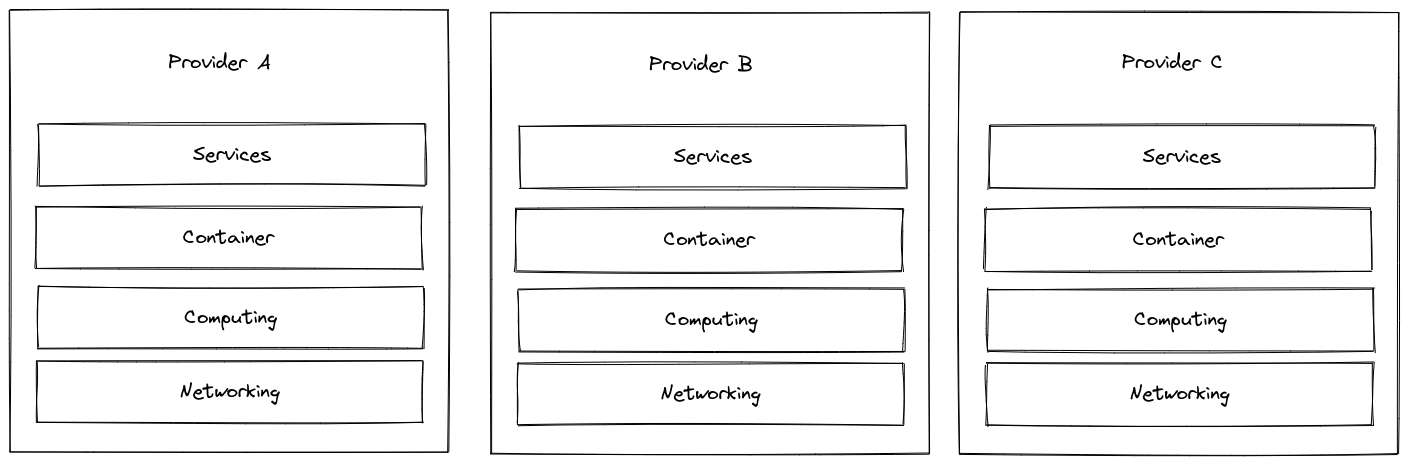 Provider A
Services
Container
Computing
Networking
Provider B
Services
Container
Computing
Networking
Provider C
Services
Container
Computing
Networking